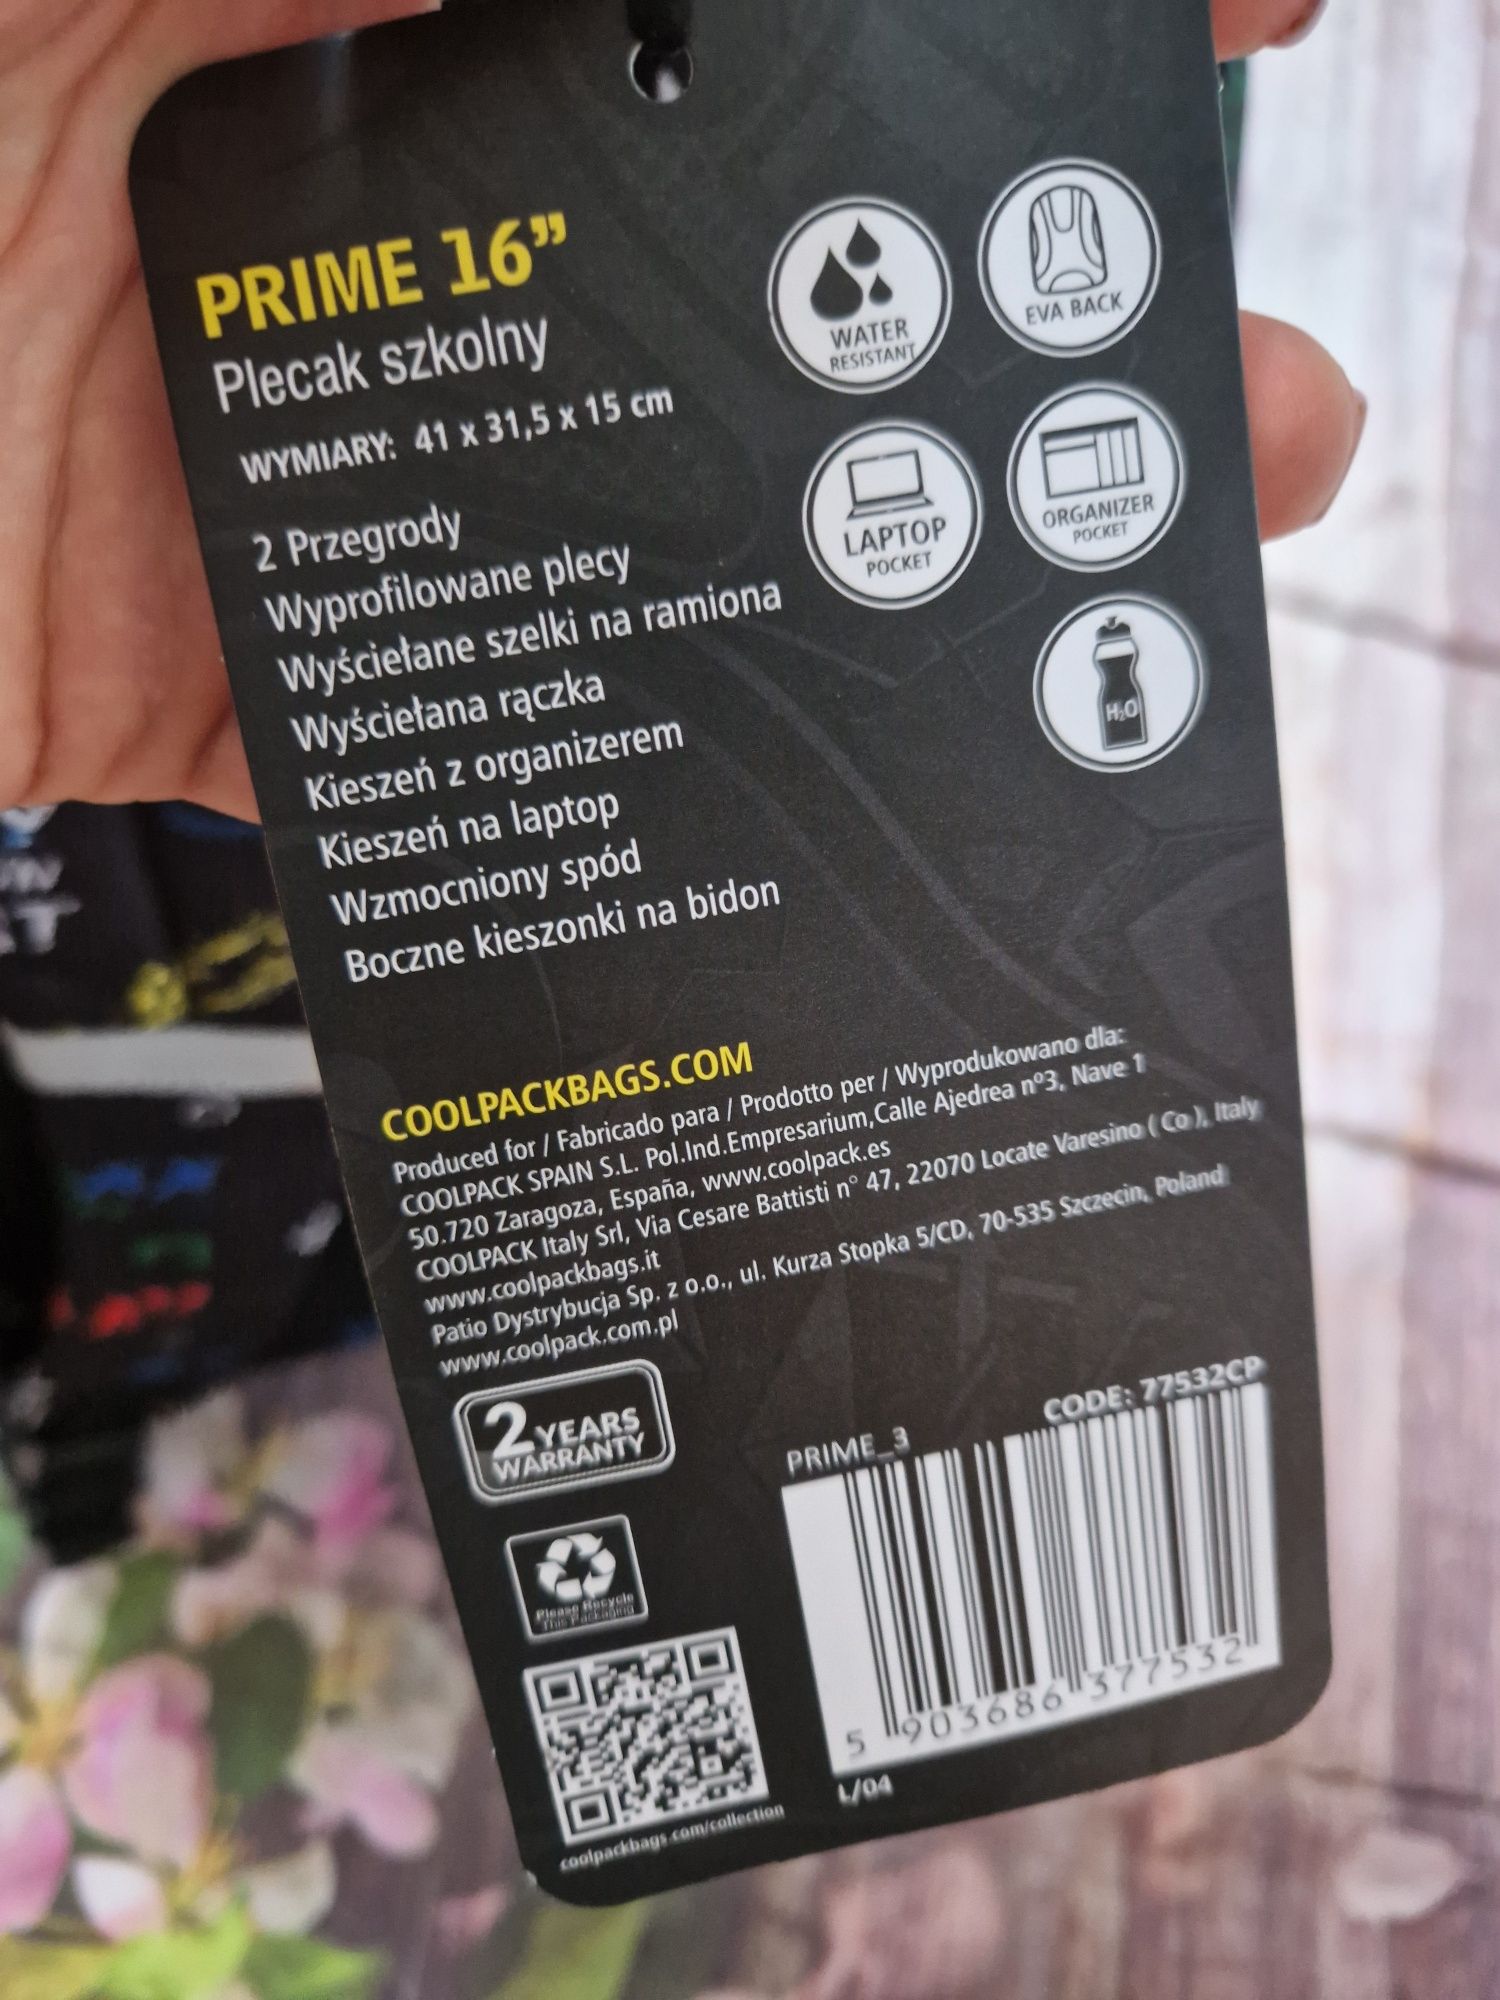 PRIME 16”
Plecak szkolny
WYMIARY: 41 x 31,5 x 15 cm
2 Przegrody
Wyprofilowane plecy
Wyściełane szelki na ramiona
Wyściełana rączka
Kieszeń z organizerem
Kieszeń na laptop
Wzmocniony spód
Boczne kieszonki na bidon
WATER
RESISTANT
EVA BACK
LAPTOP
POCKET
ORGANIZER
POCKET
H₂O
COOLPACKBAGS.COM
Produced for / Fabricado para / Prodotto per / Wyprodukowano dla:
COOLPACK SPAIN S.L. Pol.Ind.Empresarium,Calle Ajedrea nº3, Nave 1
50.720 Zaragoza, España, www.coolpack.es
COOLPACK Italy Srl, Via Cesare Battisti n° 47, 22070 Locate Varesino ( Co ), Italy
www.coolpackbags.it
Patio Dystrybucja Sp. z o.o., ul. Kurza Stopka 5/CD, 70-535 Szczecin, Poland
www.coolpack.com.pl
2 YEARS
WARRANTY
Please Recycle
This Packaging
coolpackbags.com/collection
PRIME_3
CODE: 77532CP
5 903686 377532
L/04